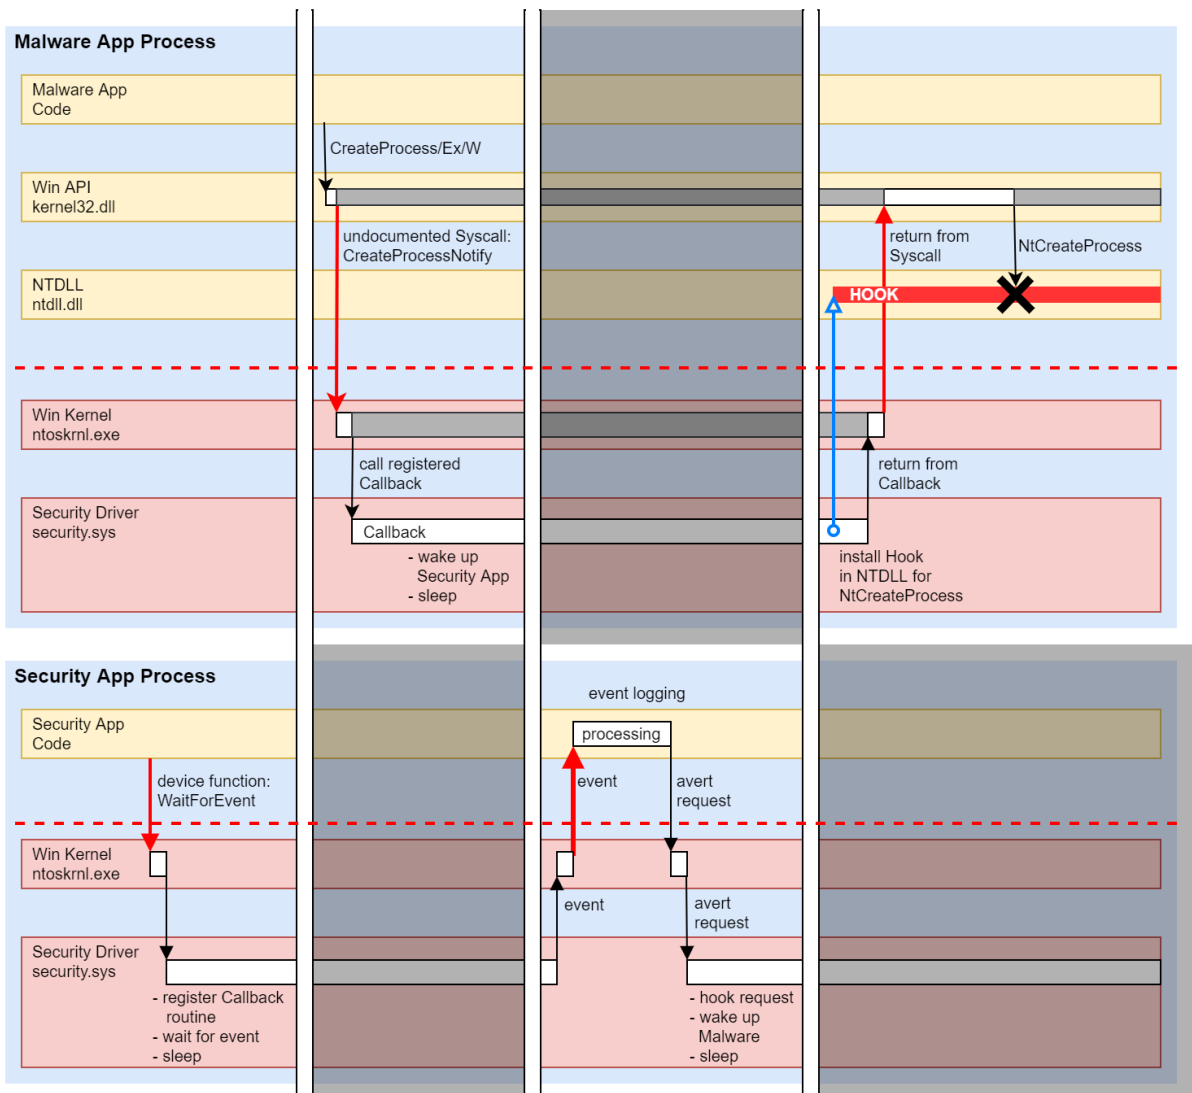 Malware App Process
Malware App
Code
CreateProcess/Ex/W
Win API
kernel32.dll
undocumented Syscall:
CreateProcessNotify
return from
Syscall
NtCreateProcess
NTDLL
ntdll.dll
HOOK
Win Kernel
ntoskrnl.exe
call registered
Callback
return from
Callback
Security Driver
security.sys
Callback
- wake up
Security App
- sleep
install Hook
in NTDLL for
NtCreateProcess
Security App Process
event logging
Security App
Code
processing
device function:
WaitForEvent
event
avert
request
Win Kernel
ntoskrnl.exe
event
avert
request
Security Driver
security.sys
- register Callback
routine
- wait for event
- sleep
- hook request
- wake up
Malware
- sleep